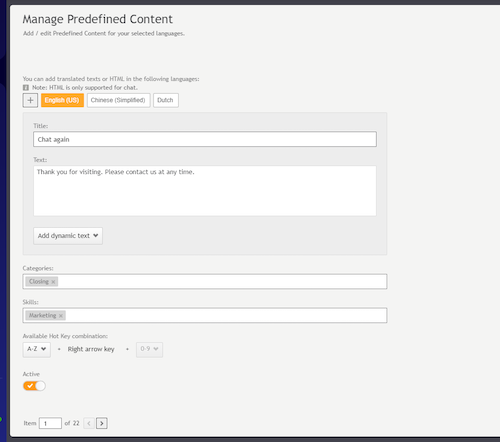 Manage Predefined Content
Add / edit Predefined Content for your selected languages.
You can add translated texts or HTML in the following languages:
i Note: HTML is only supported for chat.
+ English (US) Chinese (Simplified) Dutch
Title:
Chat again
Text:
Thank you for visiting. Please contact us at any time.
Add dynamic text
Categories:
Closing ×
Skills:
Marketing ×
Available Hot Key combination:
A-Z + Right arrow key + 0-9
Active
Item 1 of 22 < >